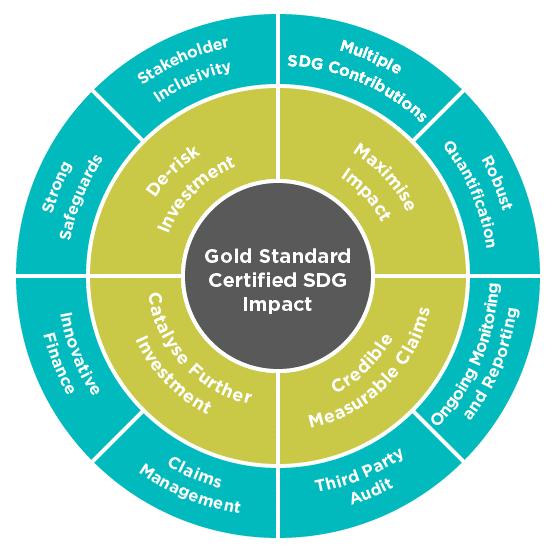 Stakeholder
Inclusivity
Multiple
SDG Contributions
Strong
Safeguards
De-risk
Investment
Maximise
Impact
Robust
Quantification
Gold Standard
Certified SDG
Impact
Innovative
Finance
Catalyse Further
Investment
Credible
Measurable Claims
Ongoing Monitoring
and Reporting
Claims
Management
Third Party
Audit